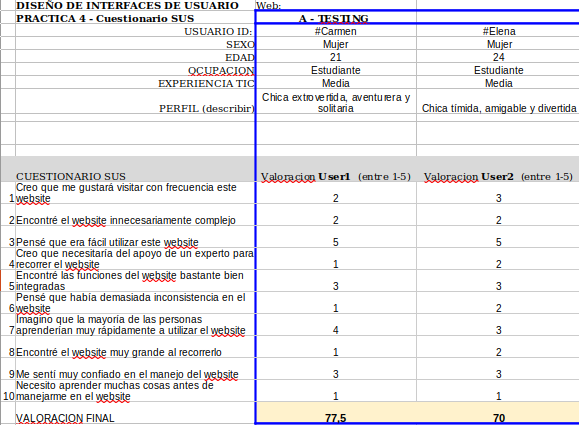 DISEÑO DE INTERFACES DE USUARIO Web:
PRACTICA 4 - Cuestionario SUS A - TESTING
USUARIO ID: #Carmen #Elena
SEXO Mujer Mujer
EDAD 21 24
OCUPACION Estudiante Estudiante
EXPERIENCIA TIC Media Media
PERFIL (describir) Chica extrovertida, aventurera y solitaria Chica tímida, amigable y divertida
CUESTIONARIO SUS Valoracion User1 (entre 1-5) Valoracion User2 (entre 1-5)
1 Creo que me gustará visitar con frecuencia este website 2 3
2 Encontré el website innecesariamente complejo 2 2
3 Pensé que era fácil utilizar este website 5 5
4 Creo que necesitaría del apoyo de un experto para recorrer el website 1 2
5 Encontré las funciones del website bastante bien integradas 3 3
6 Pensé que había demasiada inconsistencia en el website 1 2
7 Imagino que la mayoría de las personas aprenderían muy rápidamente a utilizar el website 4 3
8 Encontré el website muy grande al recorrerlo 1 2
9 Me sentí muy confiado en el manejo del website 3 3
10 Necesito aprender muchas cosas antes de manejarme en el website 1 1
VALORACION FINAL 77,5 70